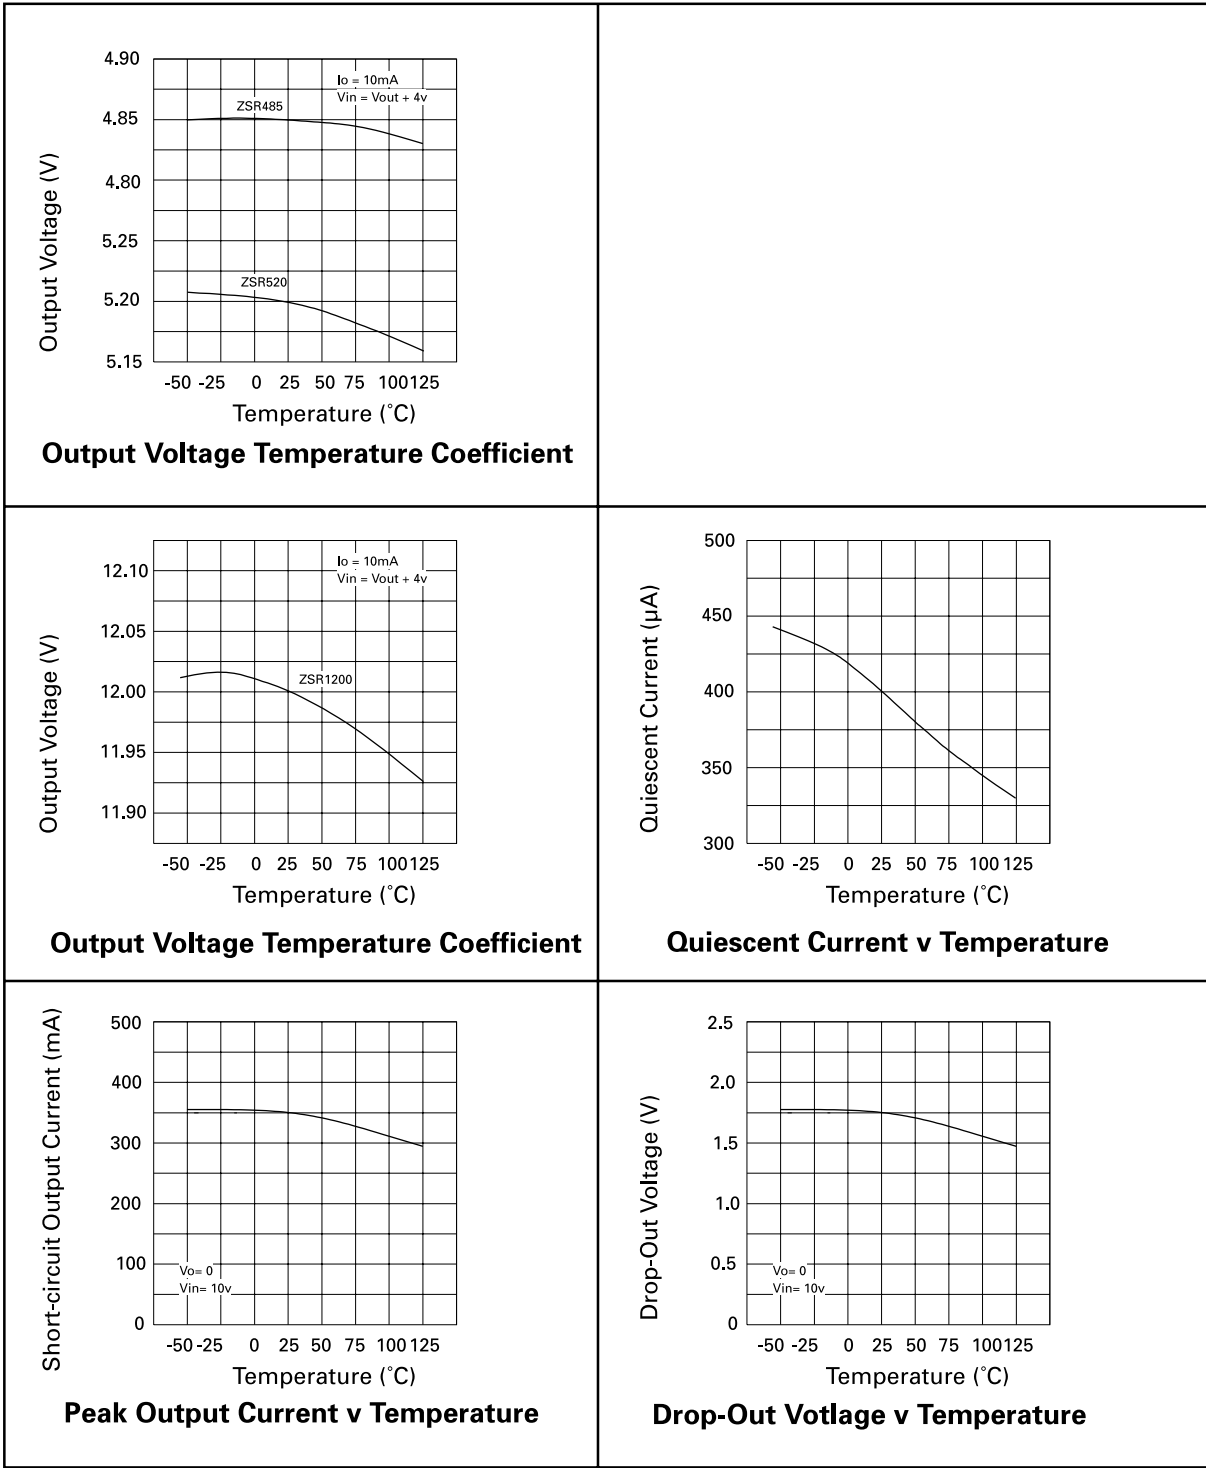 4.90
4.85
4.80
5.25
5.20
5.15
Output Voltage (V)
Io = 10mA
Vin = Vout + 4v
ZSR485
ZSR520
-50 -25 0 25 50 75 100 125
Temperature (˚C)
Output Voltage Temperature Coefficient
12.10
12.05
12.00
11.95
11.90
Output Voltage (V)
Io = 10mA
Vin = Vout + 4v
ZSR1200
-50 -25 0 25 50 75 100 125
Temperature (˚C)
Output Voltage Temperature Coefficient
500
450
400
350
300
Quiescent Current (µA)
-50 -25 0 25 50 75 100 125
Temperature (˚C)
Quiescent Current v Temperature
500
400
300
200
100
0
Short-circuit Output Current (mA)
Vo= 0
Vin= 10v
-50 -25 0 25 50 75 100 125
Temperature (˚C)
Peak Output Current v Temperature
2.5
2.0
1.5
1.0
0.5
0
Drop-Out Voltage (V)
Vo= 0
Vin= 10v
-50 -25 0 25 50 75 100 125
Temperature (˚C)
Drop-Out Votlage v Temperature